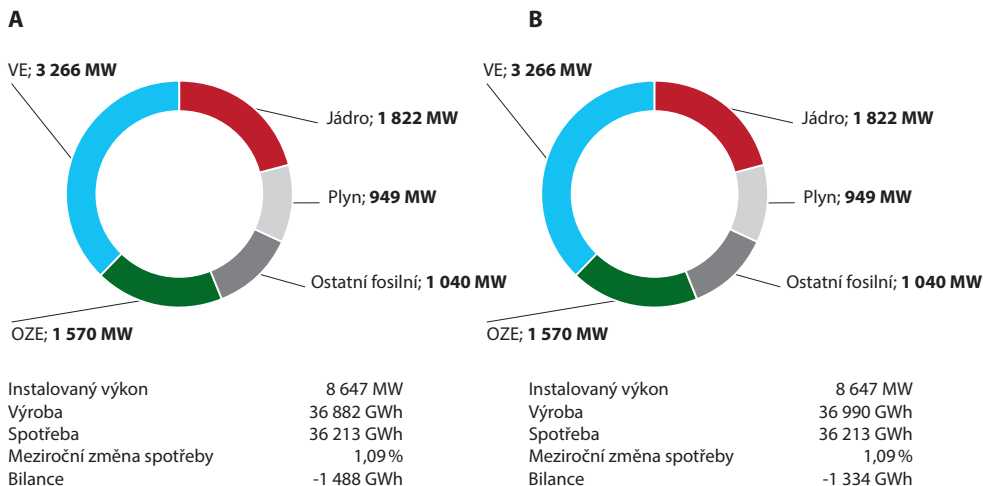 A
VE; 3 266 MW
Jádro; 1 822 MW
Plyn; 949 MW
Ostatní fosilní; 1 040 MW
OZE; 1 570 MW
Instalovaný výkon 8 647 MW
Výroba 36 882 GWh
Spotřeba 36 213 GWh
Meziroční změna spotřeby 1,09 %
Bilance -1 488 GWh
B
VE; 3 266 MW
Jádro; 1 822 MW
Plyn; 949 MW
Ostatní fosilní; 1 040 MW
OZE; 1 570 MW
Instalovaný výkon 8 647 MW
Výroba 36 990 GWh
Spotřeba 36 213 GWh
Meziroční změna spotřeby 1,09 %
Bilance -1 334 GWh